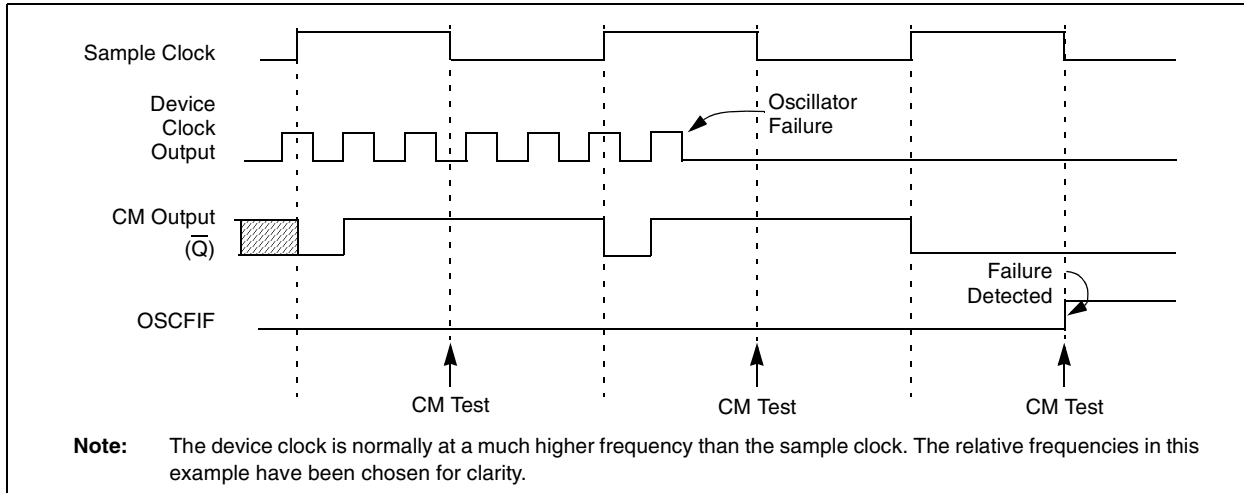 Sample Clock
Device
Clock
Output
Oscillator
Failure
CM Output
(Q̅)
Failure
Detected
OSCFIF
CM Test
CM Test
CM Test
Note: The device clock is normally at a much higher frequency than the sample clock. The relative frequencies in this
example have been chosen for clarity.